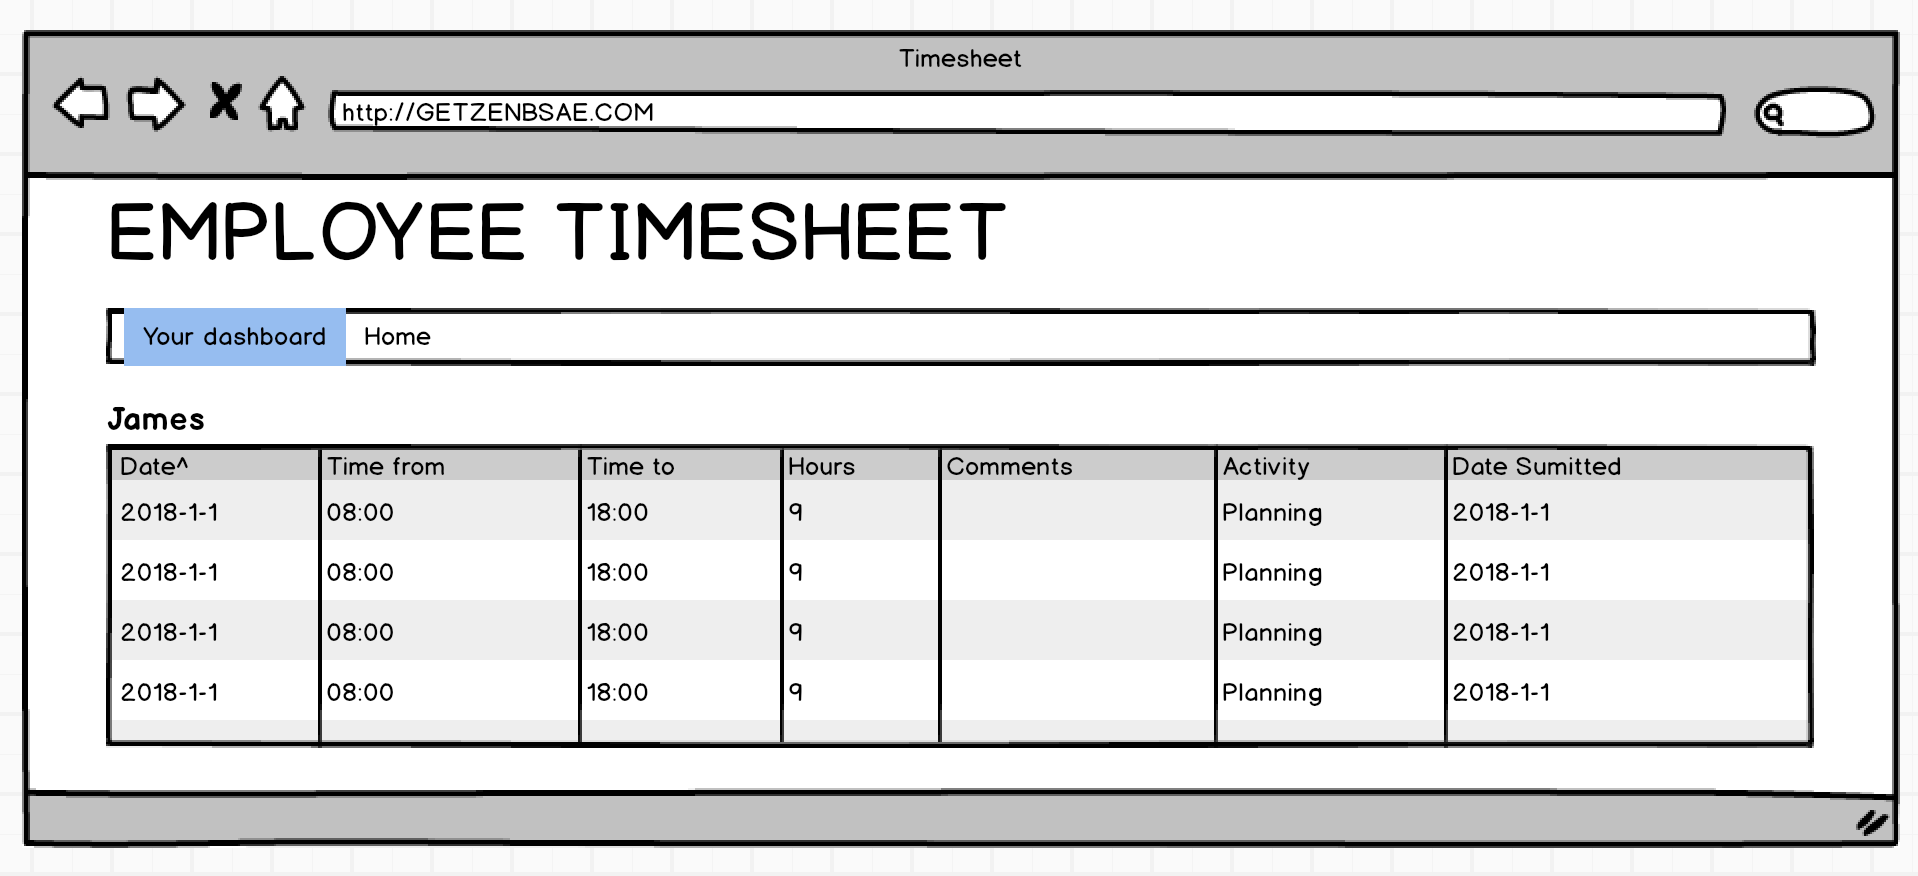 Timesheet
http://GETZENBSAE.COM
EMPLOYEE TIMESHEET
Your dashboard Home
James
Date^ Time from Time to Hours Comments Activity Date Sumitted
2018-1-1 08:00 18:00 9 Planning 2018-1-1
2018-1-1 08:00 18:00 9 Planning 2018-1-1
2018-1-1 08:00 18:00 9 Planning 2018-1-1
2018-1-1 08:00 18:00 9 Planning 2018-1-1